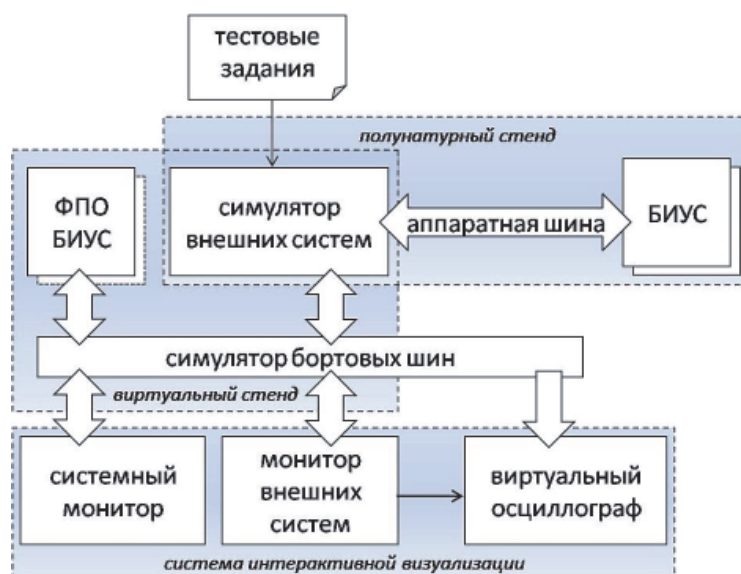 тестовые
задания
полунатурный стенд
ФПО
БИУС
симулятор
внешних систем
аппаратная шина
БИУС
симулятор бортовых шин
виртуальный стенд
системный
монитор
монитор
внешних
систем
виртуальный
осциллограф
система интерактивной визуализации